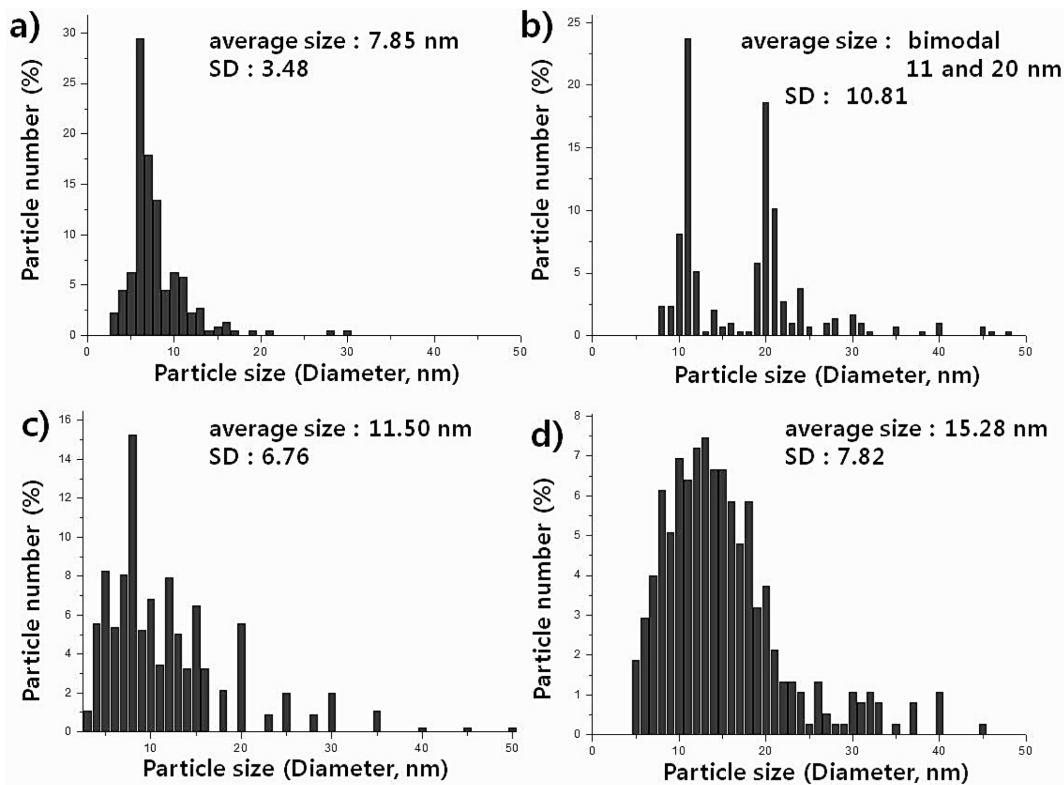 a)
average size : 7.85 nm
SD : 3.48
Particle number (%)
30
25
20
15
10
5
0
0 10 20 30 40 50
Particle size (Diameter, nm)
b)
average size : bimodal
11 and 20 nm
SD : 10.81
Particle number (%)
25
20
15
10
5
0
0 10 20 30 40 50
Particle size (Diameter, nm)
c)
average size : 11.50 nm
SD : 6.76
Particle number (%)
16
14
12
10
8
6
4
2
0
10 20 30 40 50
Particle size (Diameter, nm)
d)
average size : 15.28 nm
SD : 7.82
Particle number (%)
8
7
6
5
4
3
2
1
0
0 10 20 30 40 50
Particle size (Diameter, nm)